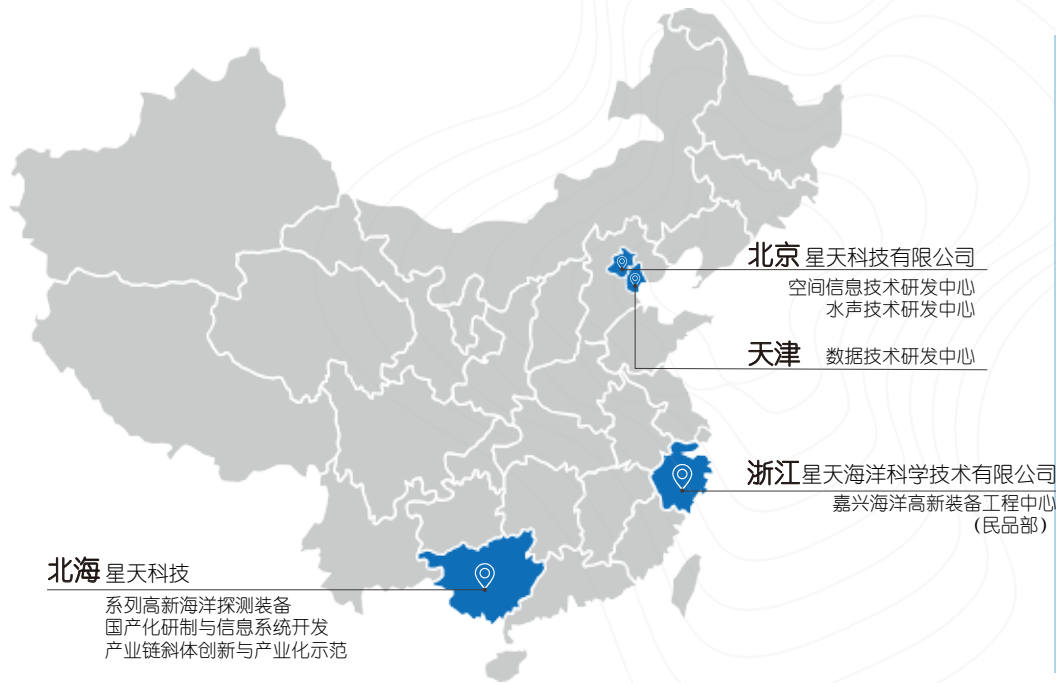 北京 星天科技有限公司
空间信息技术研发中心
水声技术研发中心
天津 数据技术研发中心
浙江 星天海洋科学技术有限公司
嘉兴海洋高新装备工程中心
(民品部)
北海 星天科技
系列高新海洋探测装备
国产化研制与信息系统开发
产业链斜体创新与产业化示范